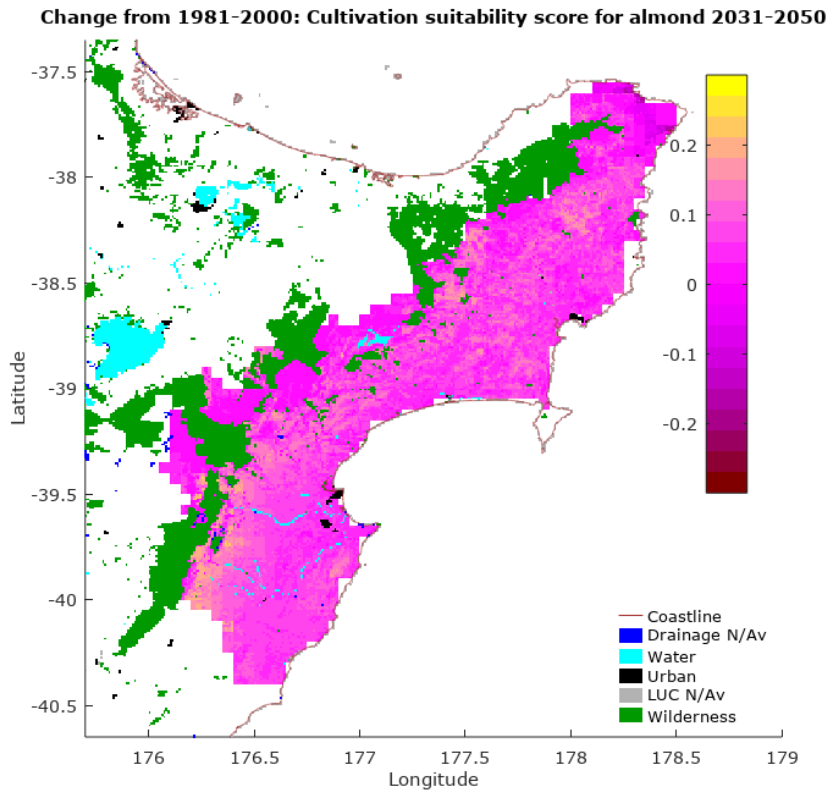 Change from 1981-2000: Cultivation suitability score for almond 2031-2050
-37.5
-38
-38.5
-39
-39.5
-40
-40.5
Latitude
176
176.5
177
177.5
178
178.5
179
Longitude
0.2
0.1
0
-0.1
-0.2
Coastline
Drainage N/Av
Water
Urban
LUC N/Av
Wilderness